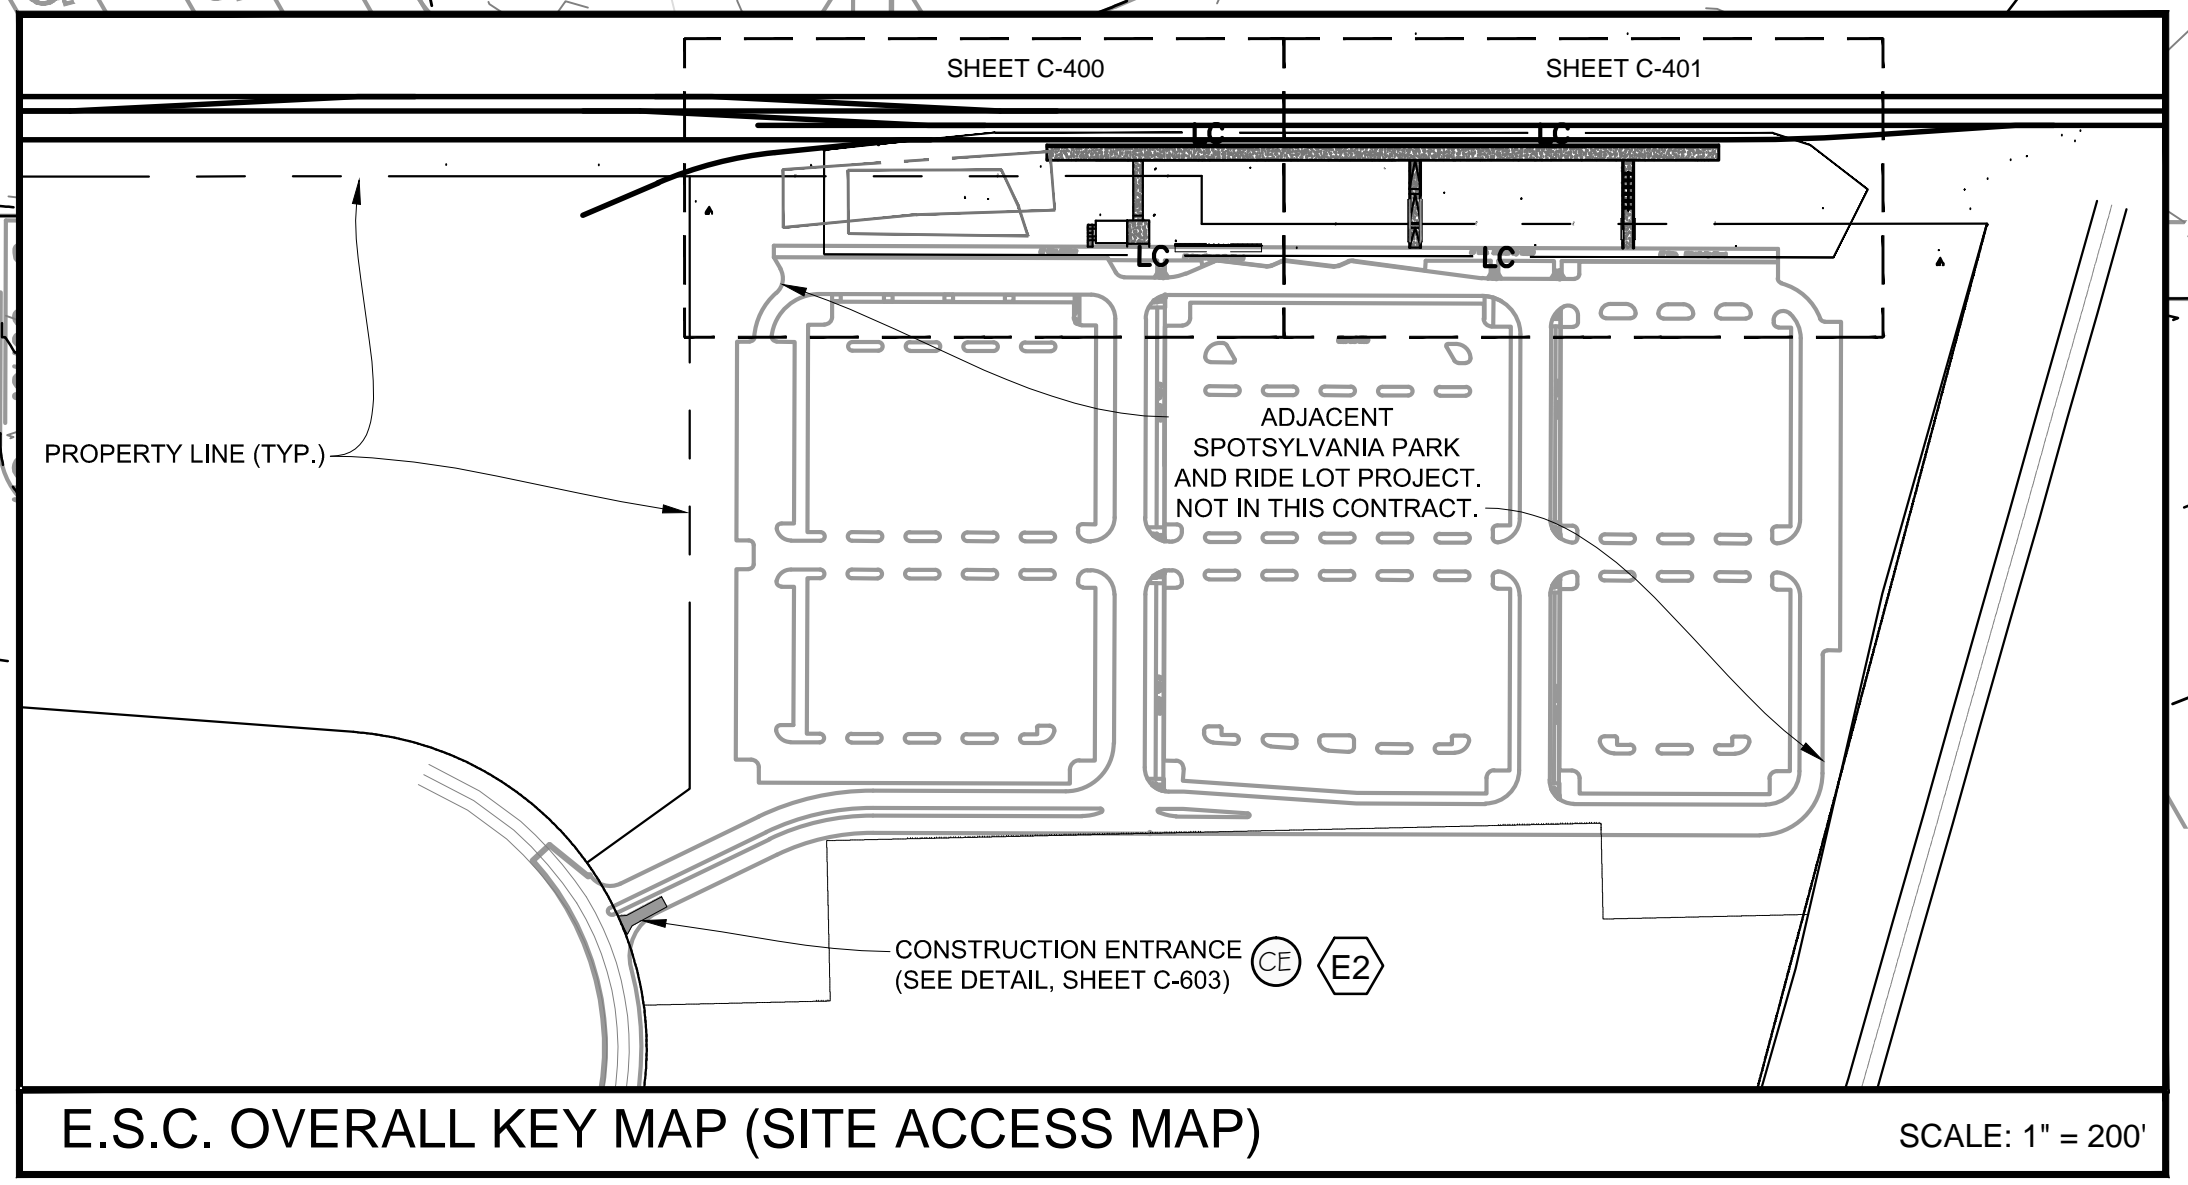 SHEET C-400
SHEET C-401
LC
LC
LC
LC
PROPERTY LINE (TYP.)
ADJACENT
SPOTSYLVANIA PARK
AND RIDE LOT PROJECT.
NOT IN THIS CONTRACT.
CONSTRUCTION ENTRANCE
(SEE DETAIL, SHEET C-603)
CE
E2
E.S.C. OVERALL KEY MAP (SITE ACCESS MAP)
SCALE: 1" = 200'